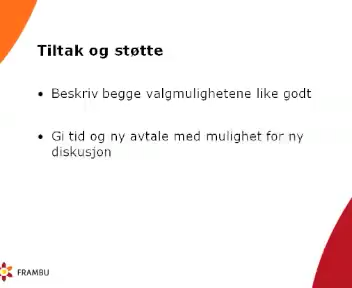 Tiltak og støtte
• Beskriv begge valgmulighetene like godt
• Gi tid og ny avtale med mulighet for ny
diskusjon
FRAMBU